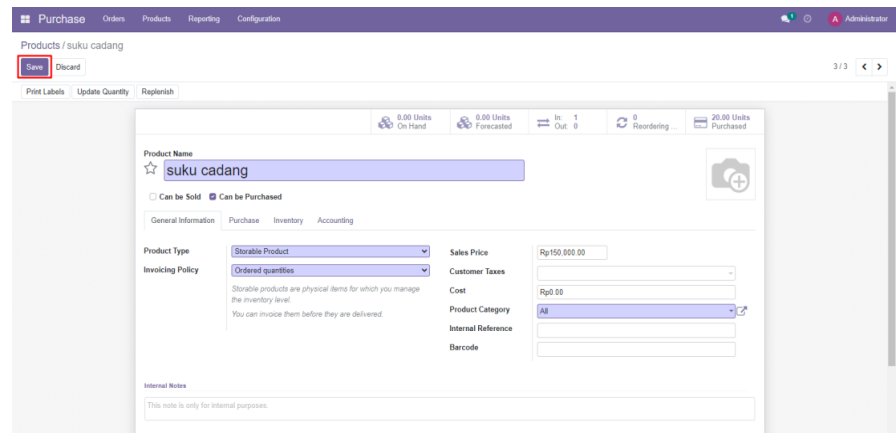 Purchase Orders Products Reporting Configuration 1 A Administrator
Products / suku cadang
Save Discard 3 / 3
Print Labels Update Quantity Replenish
0.00 Units On Hand
0.00 Units Forecasted
In: 1 Out: 0
0 Reordering ...
20.00 Units Purchased
Product Name
suku cadang
Can be Sold Can be Purchased
General Information Purchase Inventory Accounting
Product Type Storable Product
Invoicing Policy Ordered quantities
Storable products are physical items for which you manage
the inventory level.
You can invoice them before they are delivered.
Sales Price Rp150,000.00
Customer Taxes
Cost Rp0.00
Product Category All
Internal Reference
Barcode
Internal Notes
This note is only for internal purposes.